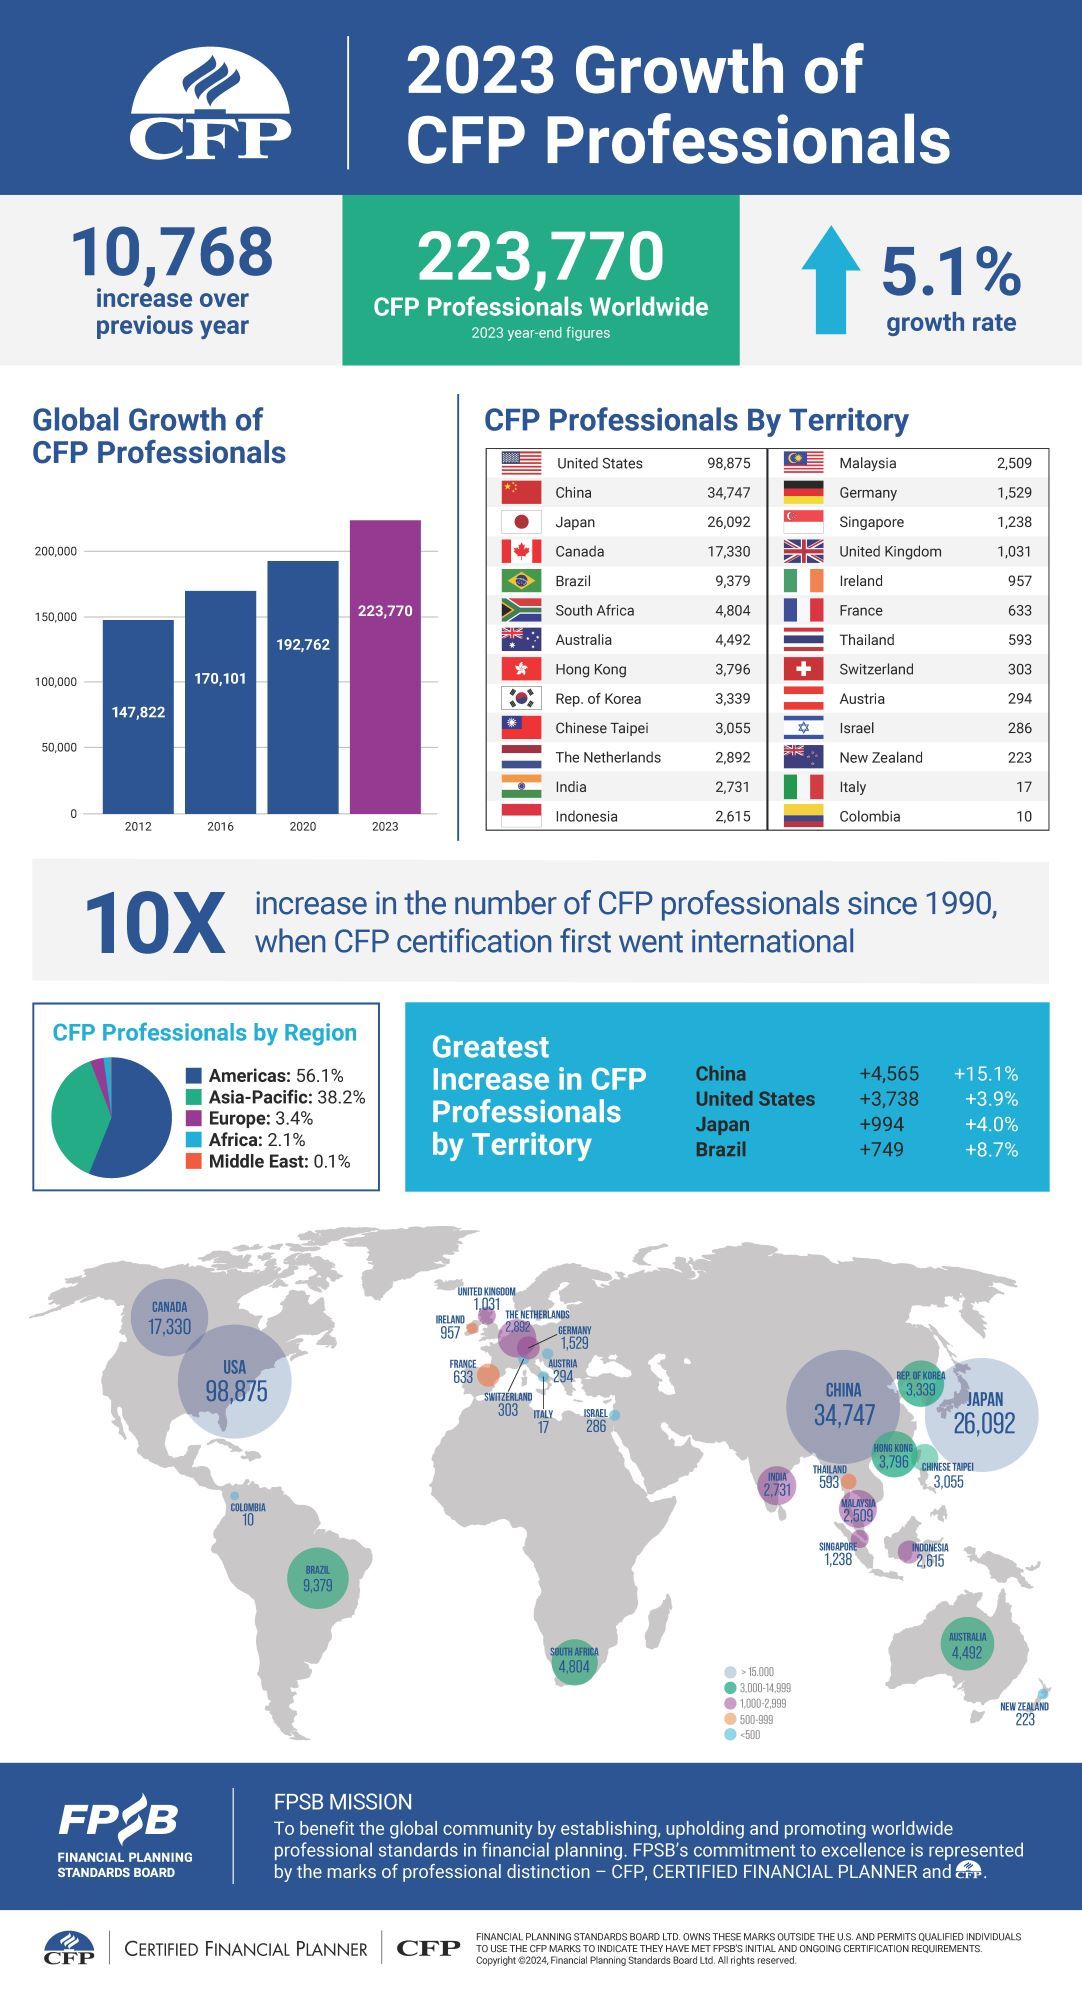 CFP
2023 Growth of
CFP Professionals
10,768
increase over
previous year
223,770
CFP Professionals Worldwide
2023 year-end figures
5.1%
growth rate
Global Growth of
CFP Professionals
200,000
150,000
100,000
50,000
0
147,822
170,101
192,762
223,770
2012
2016
2020
2023
CFP Professionals By Territory
United States 98,875
China 34,747
Japan 26,092
Canada 17,330
Brazil 9,379
South Africa 4,804
Australia 4,492
Hong Kong 3,796
Rep. of Korea 3,339
Chinese Taipei 3,055
The Netherlands 2,892
India 2,731
Indonesia 2,615
Malaysia 2,509
Germany 1,529
Singapore 1,238
United Kingdom 1,031
Ireland 957
France 633
Thailand 593
Switzerland 303
Austria 294
Israel 286
New Zealand 223
Italy 17
Colombia 10
10X
increase in the number of CFP professionals since 1990,
when CFP certification first went international
CFP Professionals by Region
Americas: 56.1%
Asia-Pacific: 38.2%
Europe: 3.4%
Africa: 2.1%
Middle East: 0.1%
Greatest
Increase in CFP
Professionals
by Territory
China +4,565 +15.1%
United States +3,738 +3.9%
Japan +994 +4.0%
Brazil +749 +8.7%
CANADA
17,330
USA
98,875
COLOMBIA
10
BRAZIL
9,379
UNITED KINGDOM
1,031
IRELAND
957
THE NETHERLANDS
2,892
GERMANY
1,529
FRANCE
633
AUSTRIA
294
SWITZERLAND
303
ITALY
17
ISRAEL
286
SOUTH AFRICA
4,804
CHINA
34,747
REP. OF KOREA
3,339
JAPAN
26,092
HONG KONG
3,796
CHINESE TAIPEI
3,055
INDIA
2,731
THAILAND
593
MALAYSIA
2,509
SINGAPORE
1,238
INDONESIA
2,615
AUSTRALIA
4,492
NEW ZEALAND
223
> 15.000
3,000-14,999
1,000-2,999
500-999
<500
FPSB
FINANCIAL PLANNING
STANDARDS BOARD
FPSB MISSION
To benefit the global community by establishing, upholding and promoting worldwide
professional standards in financial planning. FPSB's commitment to excellence is represented
by the marks of professional distinction – CFP, CERTIFIED FINANCIAL PLANNER and CFP.
CFP
CERTIFIED FINANCIAL PLANNER
CFP
FINANCIAL PLANNING STANDARDS BOARD LTD. OWNS THESE MARKS OUTSIDE THE U.S. AND PERMITS QUALIFIED INDIVIDUALS
TO USE THE CFP MARKS TO INDICATE THEY HAVE MET FPSB'S INITIAL AND ONGOING CERTIFICATION REQUIREMENTS.
Copyright ©2024, Financial Planning Standards Board Ltd. All rights reserved.